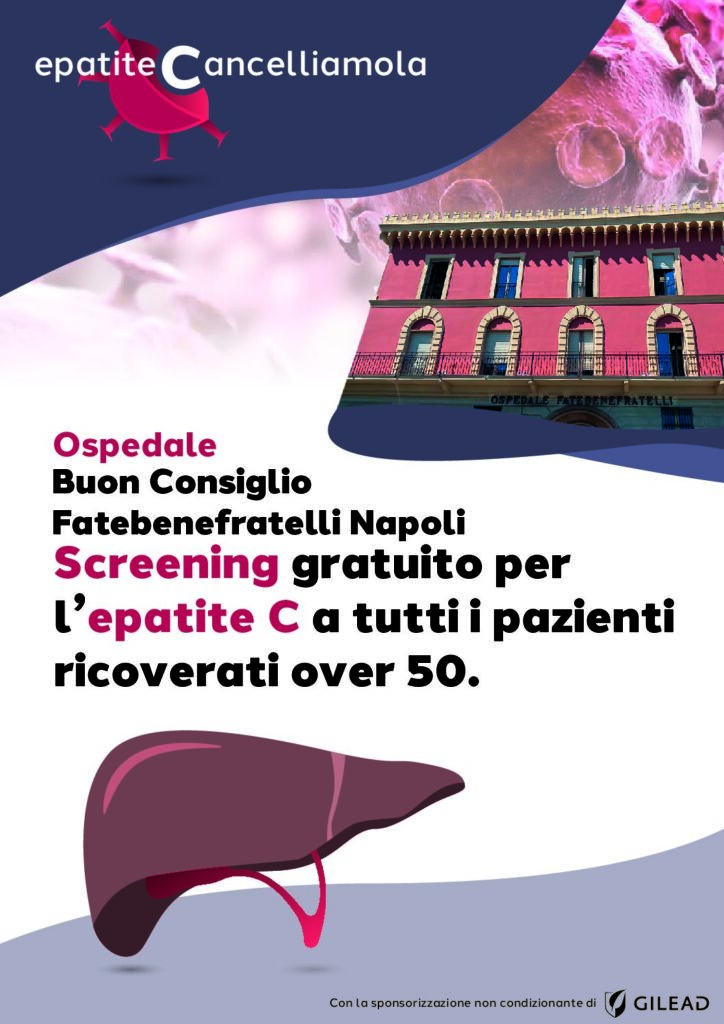 epatiteCancelliamola
OSPEDALE FATEBENEFRATELLI
Ospedale
Buon Consiglio
Fatebenefratelli Napoli
Screening gratuito per
l’epatite C a tutti i pazienti
ricoverati over 50.
Con la sponsorizzazione non condizionante di GILEAD